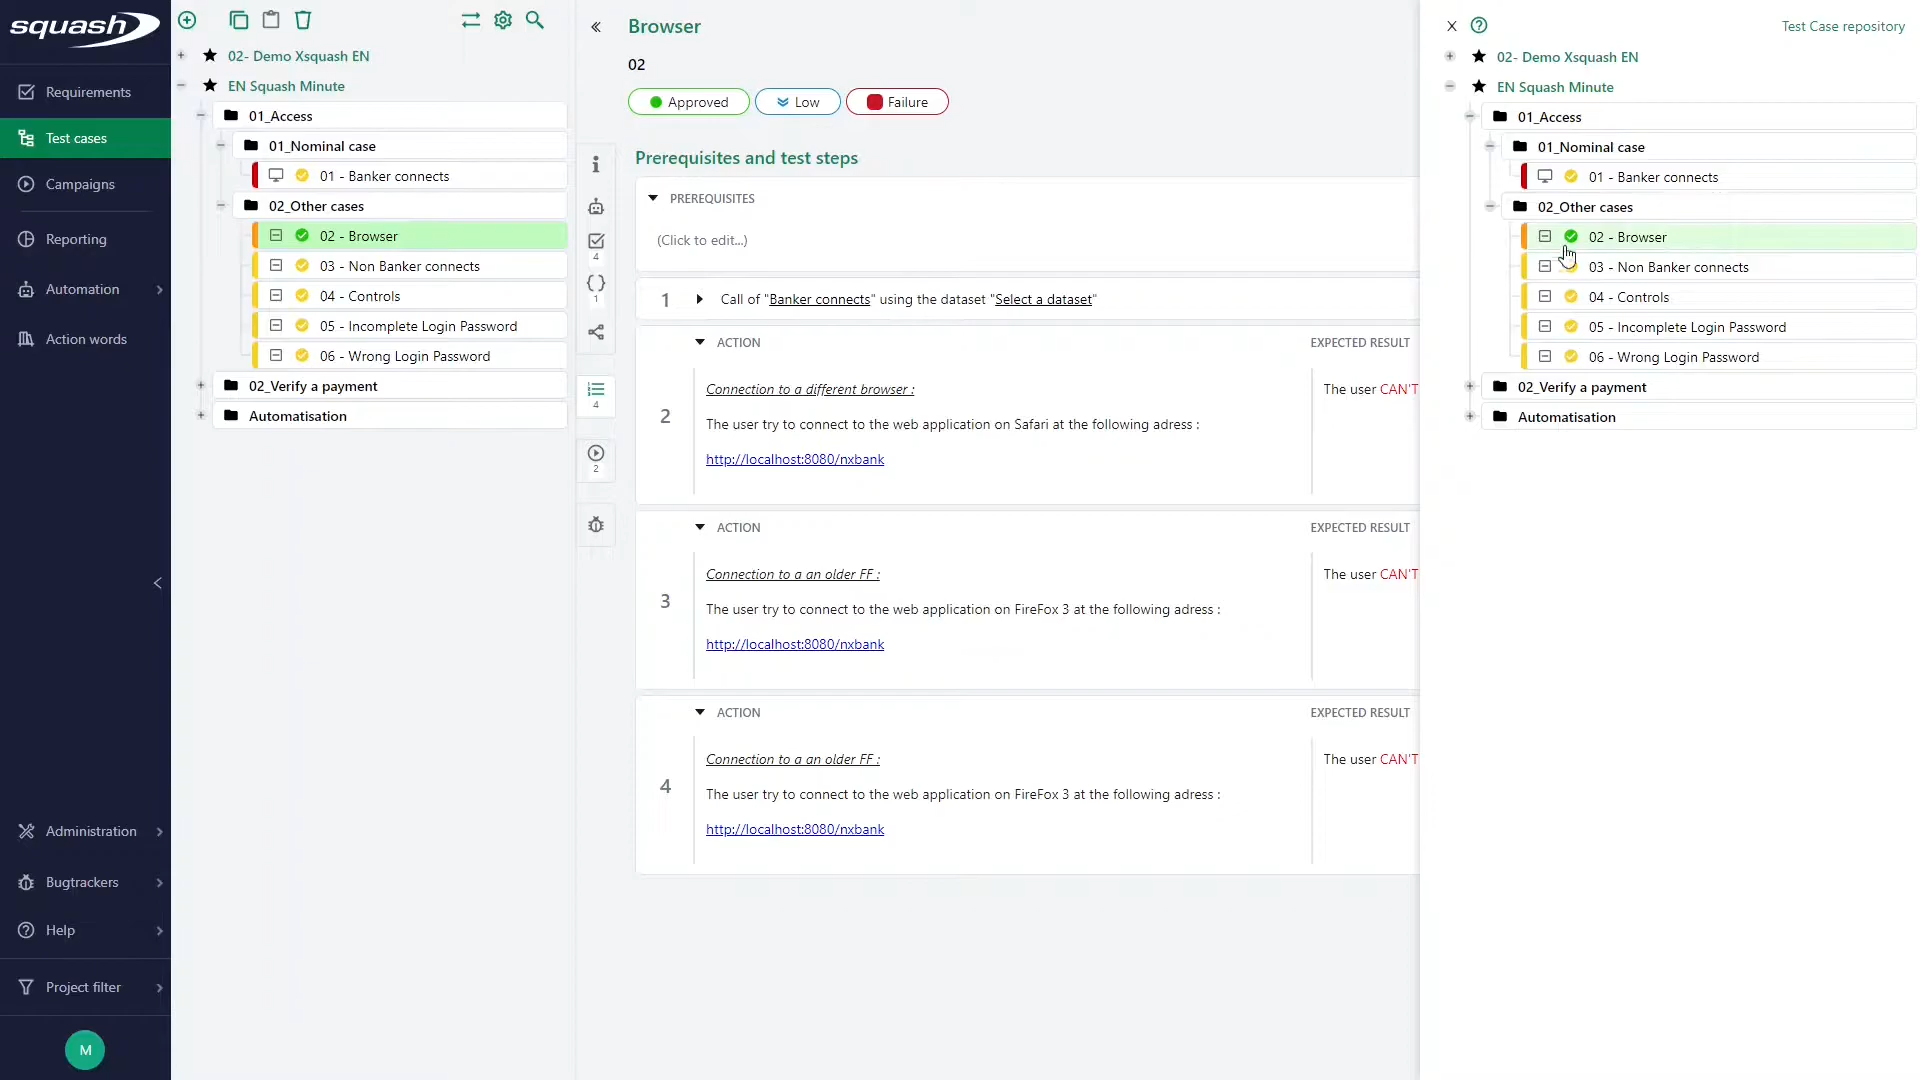 squash
Requirements
Test cases
Campaigns
Reporting
Automation
Action words
Administration
Bugtrackers
Help
Project filter
M
02- Demo Xsquash EN
EN Squash Minute
01_Access
01_Nominal case
01 - Banker connects
02_Other cases
02 - Browser
03 - Non Banker connects
04 - Controls
05 - Incomplete Login Password
06 - Wrong Login Password
02_Verify a payment
Automatisation
Browser
02
Approved
Low
Failure
4
1
4
2
Prerequisites and test steps
PREREQUISITES
(Click to edit...)
1 Call of "Banker connects" using the dataset "Select a dataset"
ACTION EXPECTED RESULT
Connection to a different browser : The user CAN'T
2 The user try to connect to the web application on Safari at the following adress :
http://localhost:8080/nxbank
ACTION EXPECTED RESULT
Connection to a an older FF : The user CAN'T
3 The user try to connect to the web application on FireFox 3 at the following adress :
http://localhost:8080/nxbank
ACTION EXPECTED RESULT
Connection to a an older FF : The user CAN'T
4 The user try to connect to the web application on FireFox 3 at the following adress :
http://localhost:8080/nxbank
X Test Case repository
02- Demo Xsquash EN
EN Squash Minute
01_Access
01_Nominal case
01 - Banker connects
02_Other cases
02 - Browser
03 - Non Banker connects
04 - Controls
05 - Incomplete Login Password
06 - Wrong Login Password
02_Verify a payment
Automatisation